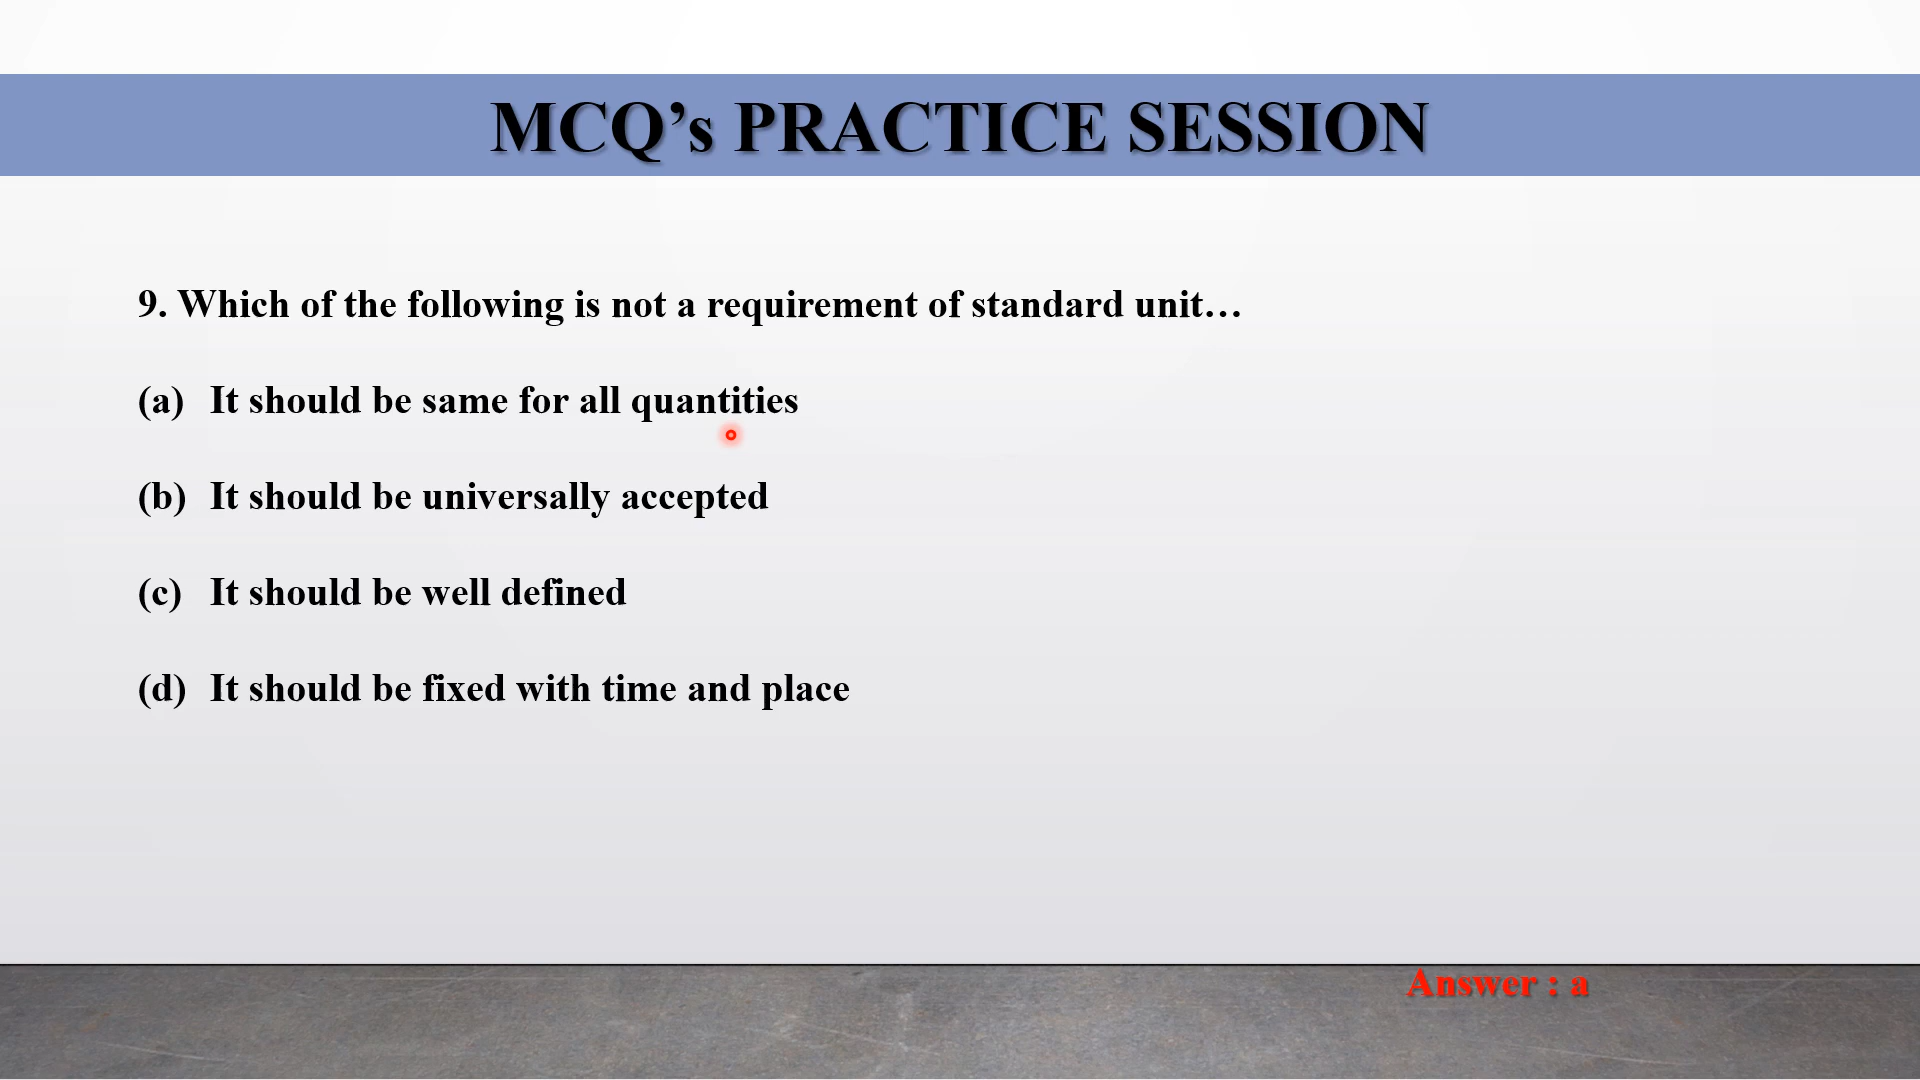 MCQ’s PRACTICE SESSION
9. Which of the following is not a requirement of standard unit…
(a) It should be same for all quantities
(b) It should be universally accepted
(c) It should be well defined
(d) It should be fixed with time and place
Answer : a